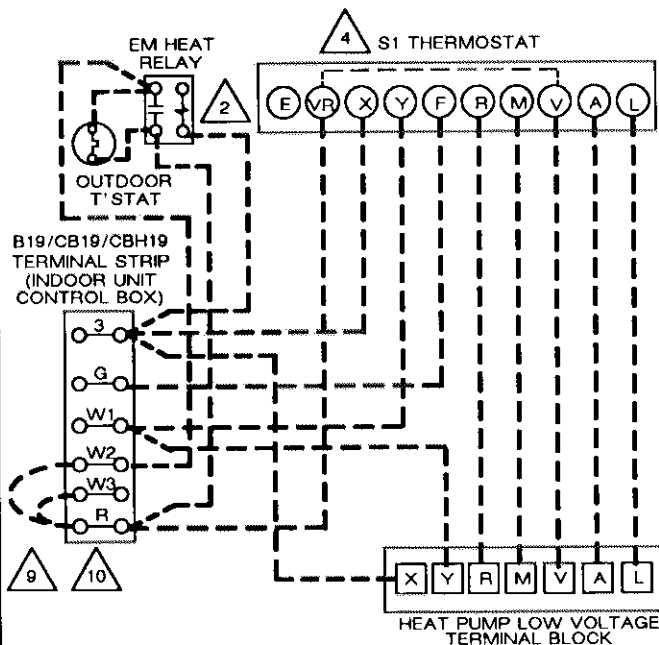 EM HEAT
RELAY
4
S1 THERMOSTAT
2
E VR X Y F R M V A L
OUTDOOR
T'STAT
B19/CB19/CBH19
TERMINAL STRIP
(INDOOR UNIT
CONTROL BOX)
3
G
W1
W2
W3
R
9
10
X Y R M V A L
HEAT PUMP LOW VOLTAGE
TERMINAL BLOCK